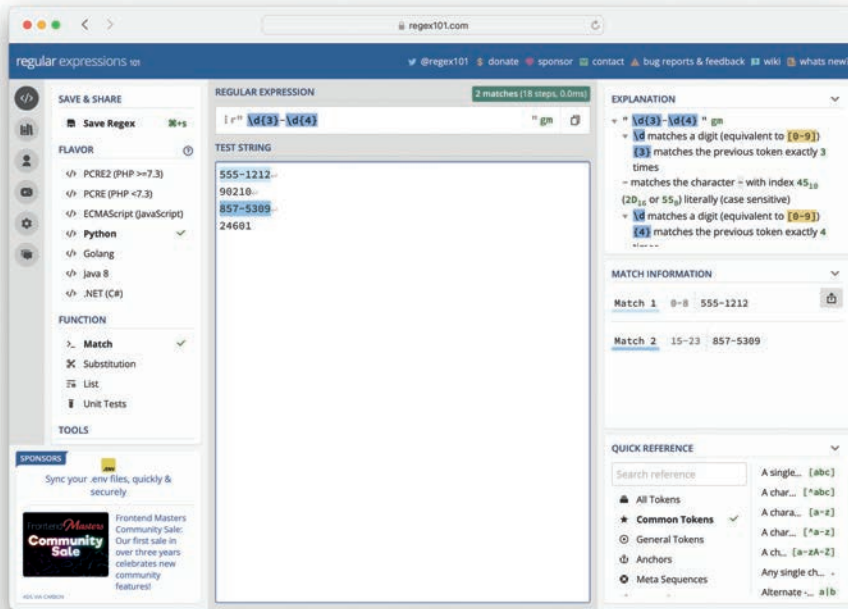 regex101.com
regular expressions 101
@regex101 $ donate sponsor contact bug reports & feedback wiki whats new?
SAVE & SHARE
Save Regex ⌘+s
FLAVOR
</> PCRE2 (PHP >=7.3)
</> PCRE (PHP <7.3)
</> ECMAScript (JavaScript)
</> Python
</> Golang
</> Java 8
</> .NET (C#)
FUNCTION
>_ Match
Substitution
List
Unit Tests
TOOLS
SPONSORS
.env
Sync your .env files, quickly &
securely
Frontend Masters
Community
Sale
Frontend Masters
Community Sale:
Our first sale in
over three years
celebrates new
community
features!
ADS VIA CARBON
REGULAR EXPRESSION
2 matches (18 steps, 0.0ms)
r" \d{3}-\d{4} " gm
TEST STRING
555-1212
90210
857-5309
24601
EXPLANATION
" \d{3}-\d{4} " gm
\d matches a digit (equivalent to [0-9])
{3} matches the previous token exactly 3
times
- matches the character - with index 45₁₀
(2D₁₆ or 55₈) literally (case sensitive)
\d matches a digit (equivalent to [0-9])
{4} matches the previous token exactly 4
times
MATCH INFORMATION
Match 1 0-8 555-1212
Match 2 15-23 857-5309
QUICK REFERENCE
Search reference
All Tokens
Common Tokens
General Tokens
Anchors
Meta Sequences
A single... [abc]
A char... [^abc]
A chara... [a-z]
A char... [^a-z]
A ch... [a-zA-Z]
Any single ch... .
Alternate -... a|b